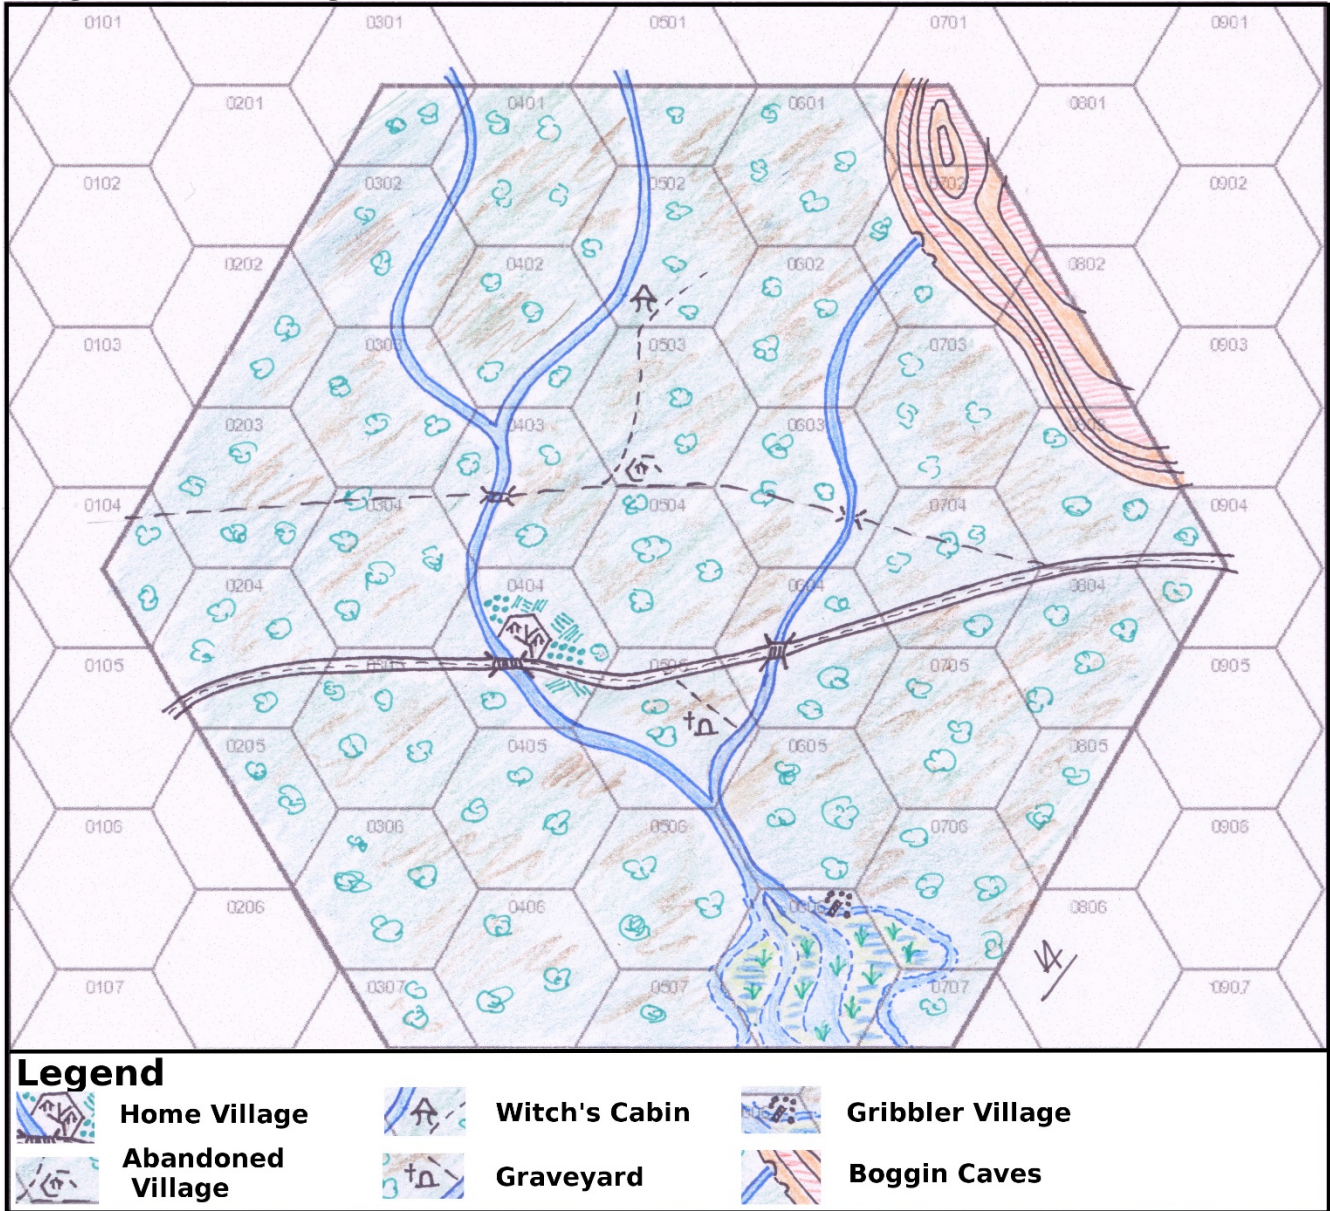 0101 0301 0501 0701 0901
0201 0401 0601 0801
0102 0302 0502 0702 0902
0202 0402 0602 0802
0103 0303 0503 0703 0903
0203 0403 0603 0803
0104 0304 0504 0704 0904
0204 0404 0604 0804
0105 0305 0505 0705 0905
0205 0405 0605 0805
0106 0306 0506 0706 0906
0206 0406 0606 0806
0107 0307 0507 0707 0907
Legend
Home Village
Witch's Cabin
Gribbler Village
Abandoned
Village
Graveyard
Boggin Caves